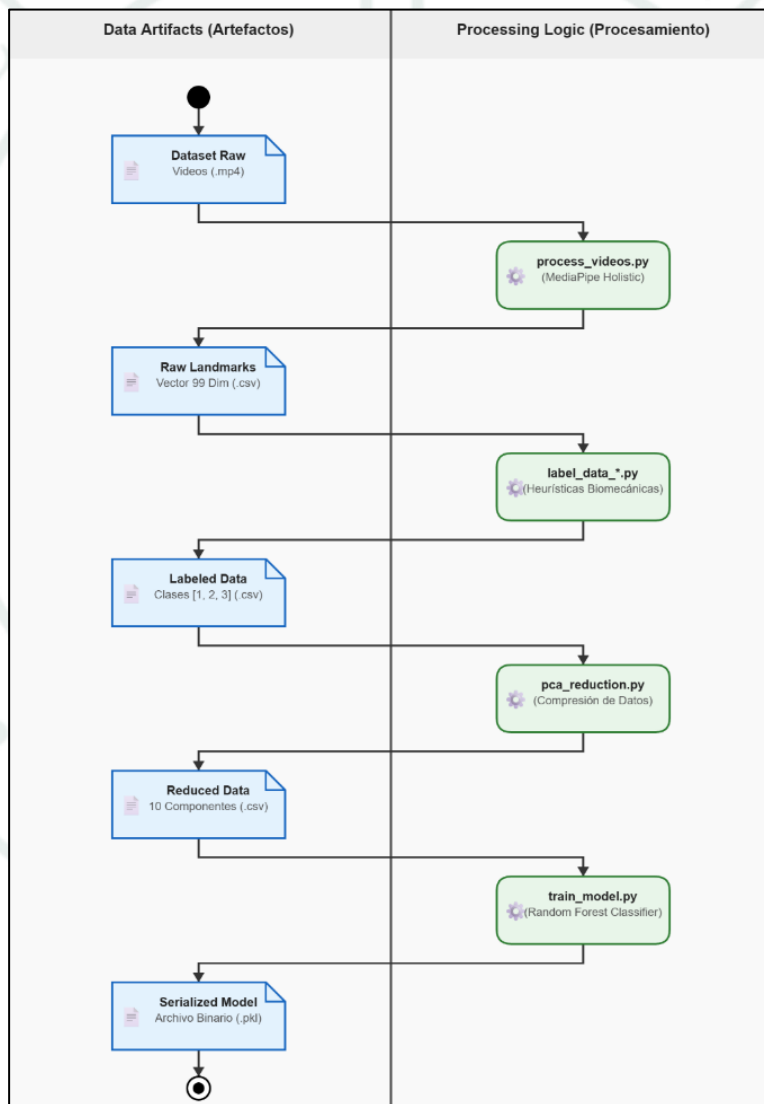 Data Artifacts (Artefactos)
Processing Logic (Procesamiento)
Dataset Raw
Videos (.mp4)
process_videos.py
(MediaPipe Holistic)
Raw Landmarks
Vector 99 Dim (.csv)
label_data_*.py
(Heurísticas Biomecánicas)
Labeled Data
Clases [1, 2, 3] (.csv)
pca_reduction.py
(Compresión de Datos)
Reduced Data
10 Componentes (.csv)
train_model.py
(Random Forest Classifier)
Serialized Model
Archivo Binario (.pkl)